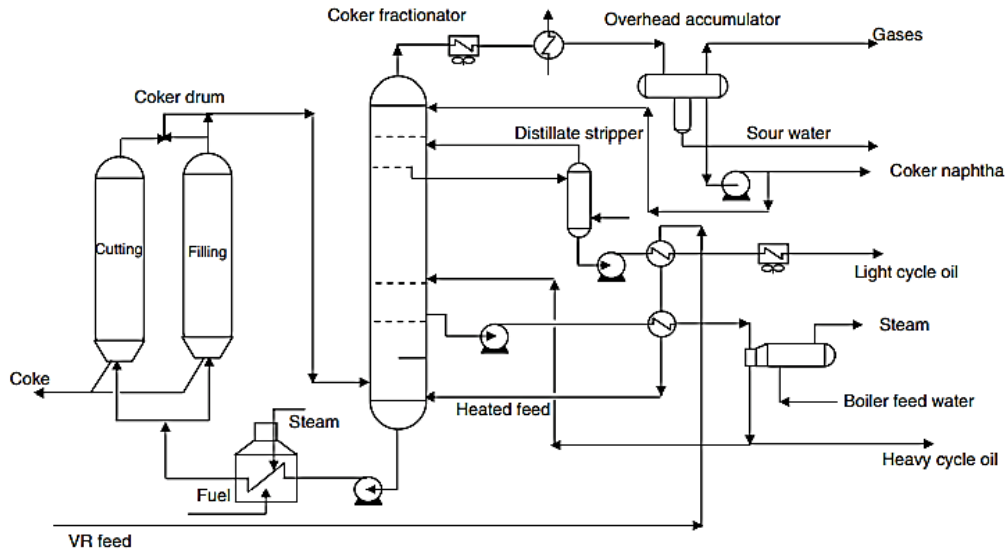 Coker fractionator
Overhead accumulator
Gases
Coker drum
Distillate stripper
Sour water
Coker naphtha
Cutting
Filling
Light cycle oil
Steam
Coke
Heated feed
Boiler feed water
Steam
Heavy cycle oil
Fuel
VR feed